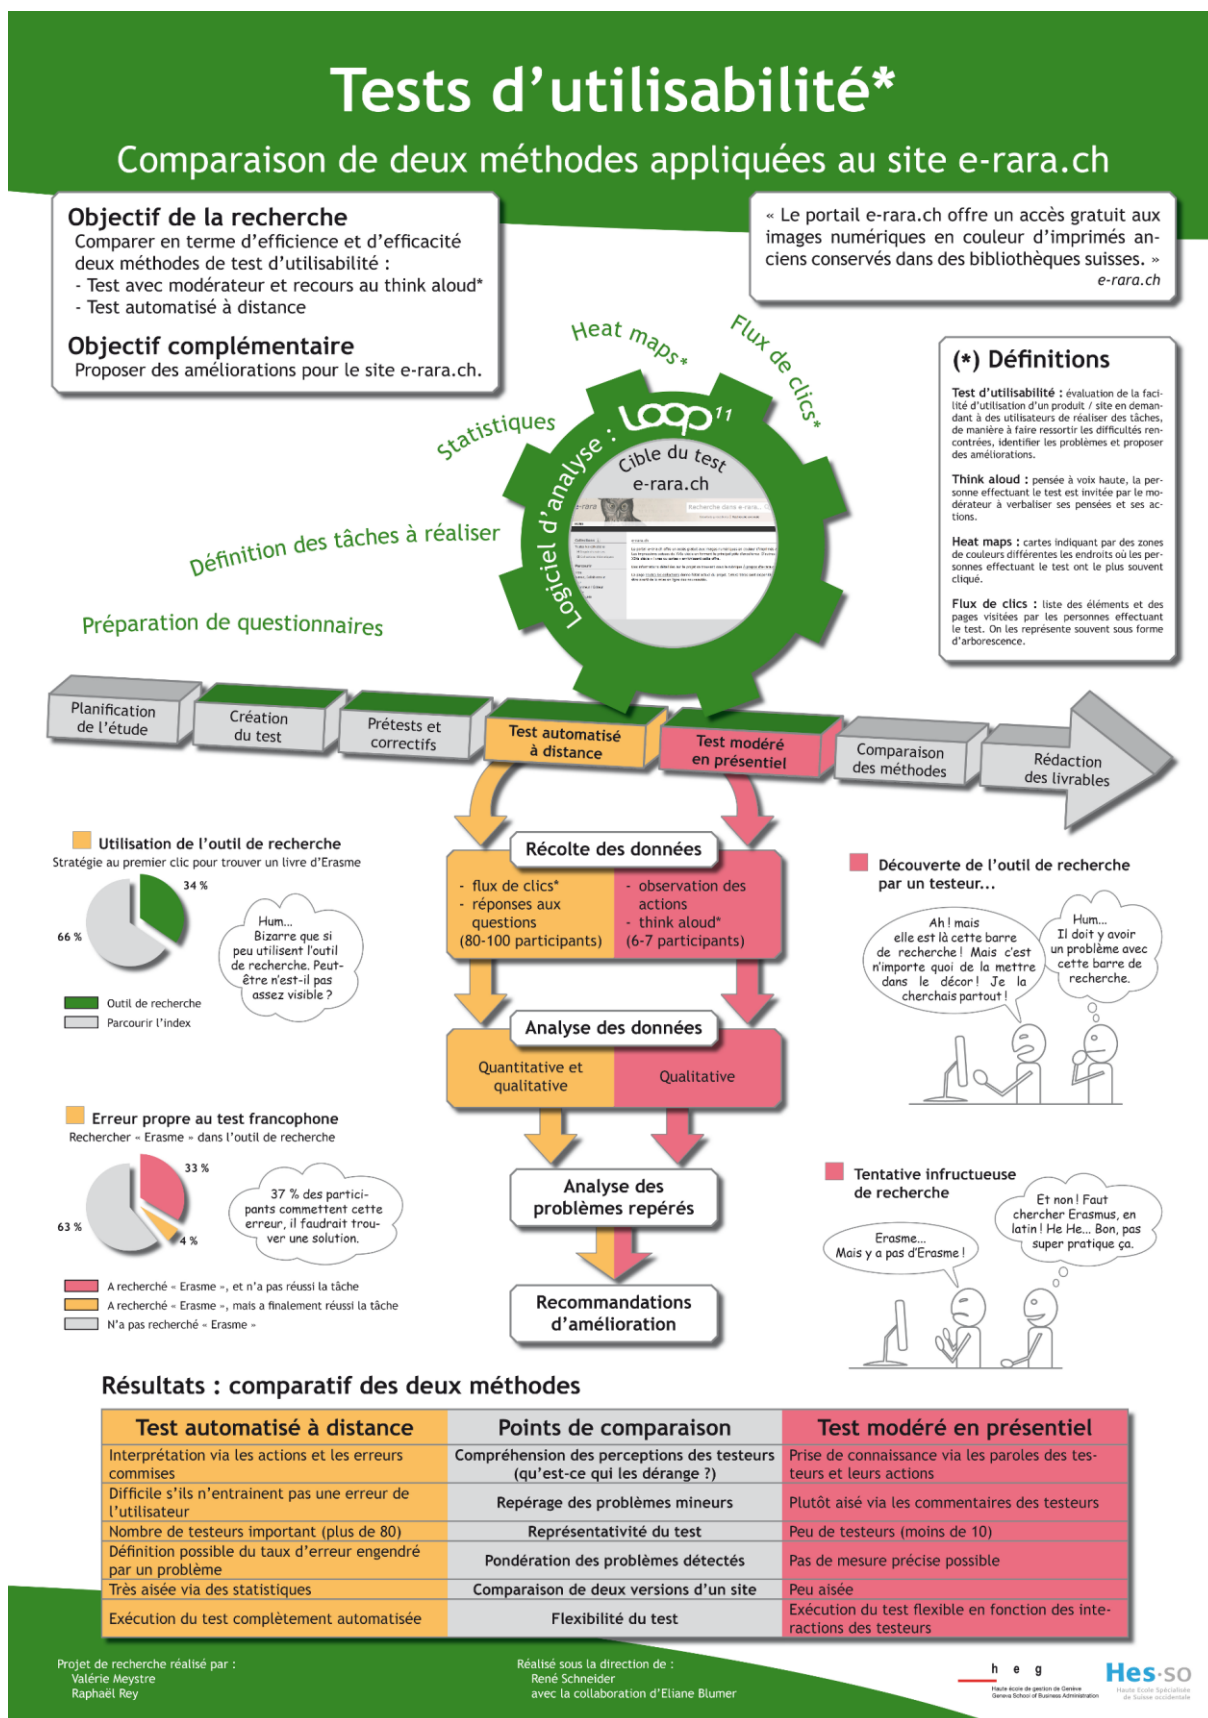 Tests d'utilisabilité*
Comparaison de deux méthodes appliquées au site e-rara.ch
Objectif de la recherche
Comparer en terme d'efficience et d'efficacité
deux méthodes de test d'utilisabilité :
- Test avec modérateur et recours au think aloud*
- Test automatisé à distance
Objectif complémentaire
Proposer des améliorations pour le site e-rara.ch.
« Le portail e-rara.ch offre un accès gratuit aux
images numériques en couleur d'imprimés an-
ciens conservés dans des bibliothèques suisses. »
e-rara.ch
Préparation de questionnaires
Définition des tâches à réaliser
Statistiques
Heat maps*
Flux de clics*
Logiciel d'analyse :
Loop11
Cible du test
e-rara.ch
e-rara
Recherche dans e-rara...
(*) Définitions
Test d'utilisabilité : évaluation de la faci-
lité d'utilisation d'un produit / site en deman-
dant à des utilisateurs de réaliser des tâches,
de manière à faire ressortir les difficultés ren-
contrées, identifier les problèmes et proposer
des améliorations.
Think aloud : pensée à voix haute, la per-
sonne effectuant le test est invitée par le mo-
dérateur à verbaliser ses pensées et ses ac-
tions.
Heat maps : cartes indiquant par des zones
de couleurs différentes les endroits où les per-
sonnes effectuant le test ont le plus souvent
cliqué.
Flux de clics : liste des éléments et des
pages visitées par les personnes effectuant
le test. On les représente souvent sous forme
d'arborescence.
Planification
de l'étude
Création
du test
Prétests et
correctifs
Test automatisé
à distance
Test modéré
en présentiel
Comparaison
des méthodes
Rédaction
des livrables
Utilisation de l'outil de recherche
Stratégie au premier clic pour trouver un livre d'Erasme
34 %
66 %
Hum...
Bizarre que si
peu utilisent l'outil
de recherche. Peut-
être n'est-il pas
assez visible ?
Outil de recherche
Parcourir l'index
Erreur propre au test francophone
Rechercher « Erasme » dans l'outil de recherche
33 %
63 %
4 %
37 % des partici-
pants commettent cette
erreur, il faudrait trou-
ver une solution.
A recherché « Erasme », et n'a pas réussi la tâche
A recherché « Erasme », mais a finalement réussi la tâche
N'a pas recherché « Erasme »
Récolte des données
- flux de clics*
- réponses aux
questions
(80-100 participants)
- observation des
actions
- think aloud*
(6-7 participants)
Analyse des données
Quantitative et
qualitative
Qualitative
Analyse des
problèmes repérés
Recommandations
d'amélioration
Découverte de l'outil de recherche
par un testeur...
Ah ! mais
elle est là cette barre
de recherche ! Mais c'est
n'importe quoi de la mettre
dans le décor ! Je la
cherchais partout !
Hum...
Il doit y avoir
un problème avec
cette barre de
recherche.
Tentative infructueuse
de recherche
Erasme...
Mais y a pas d'Erasme !
Et non ! Faut
chercher Erasmus, en
latin ! He He... Bon, pas
super pratique ça.
Résultats : comparatif des deux méthodes
Test automatisé à distance
Points de comparaison
Test modéré en présentiel
Interprétation via les actions et les erreurs
commises
Compréhension des perceptions des testeurs
(qu'est-ce qui les dérange ?)
Prise de connaissance via les paroles des tes-
teurs et leurs actions
Difficile s'ils n'entrainent pas une erreur de
l'utilisateur
Repérage des problèmes mineurs
Plutôt aisé via les commentaires des testeurs
Nombre de testeurs important (plus de 80)
Représentativité du test
Peu de testeurs (moins de 10)
Définition possible du taux d'erreur engendré
par un problème
Pondération des problèmes détectés
Pas de mesure précise possible
Très aisée via des statistiques
Comparaison de deux versions d'un site
Peu aisée
Exécution du test complètement automatisée
Flexibilité du test
Exécution du test flexible en fonction des inte-
ractions des testeurs
Projet de recherche réalisé par :
Valérie Meystre
Raphaël Rey
Réalisé sous la direction de :
René Schneider
avec la collaboration d'Eliane Blumer
h e g
Haute école de gestion de Genève
Geneva School of Business Administration
Hes·so
Haute Ecole Spécialisée
de Suisse occidentale